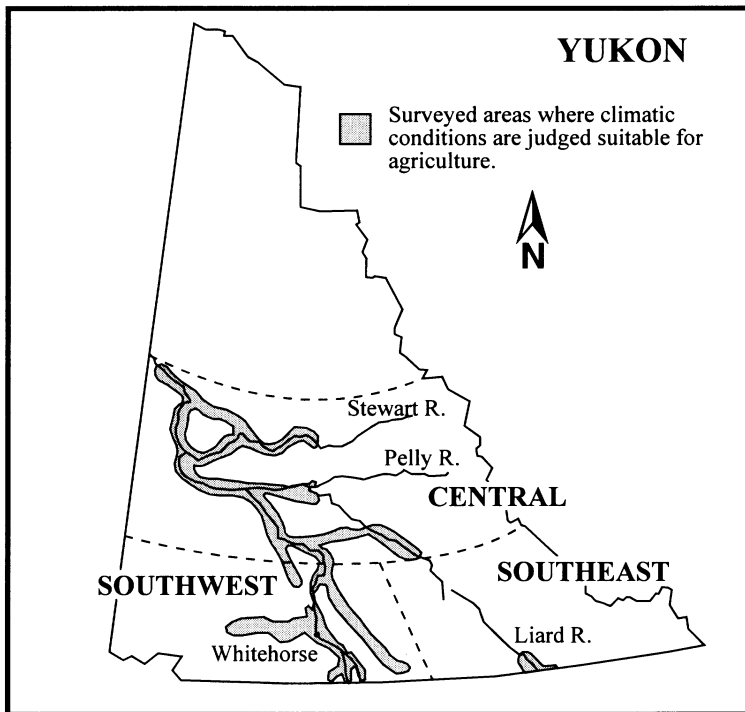 YUKON
Surveyed areas where climatic
conditions are judged suitable for
agriculture.
N
Stewart R.
Pelly R.
CENTRAL
SOUTHWEST
SOUTHEAST
Liard R.
Whitehorse